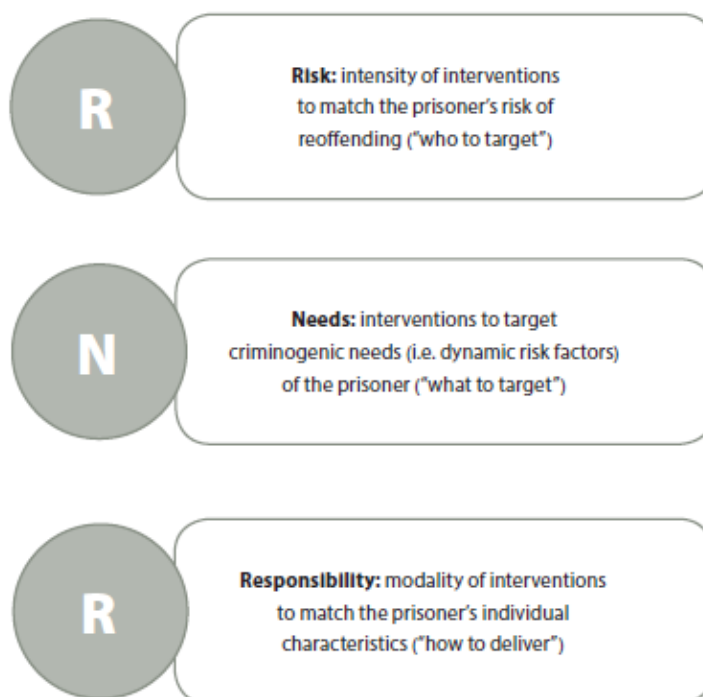 R
Risk: intensity of interventions
to match the prisoner's risk of
reoffending ("who to target")
N
Needs: interventions to target
criminogenic needs (i.e. dynamic risk factors)
of the prisoner ("what to target")
R
Responsibility: modality of interventions
to match the prisoner's individual
characteristics ("how to deliver")